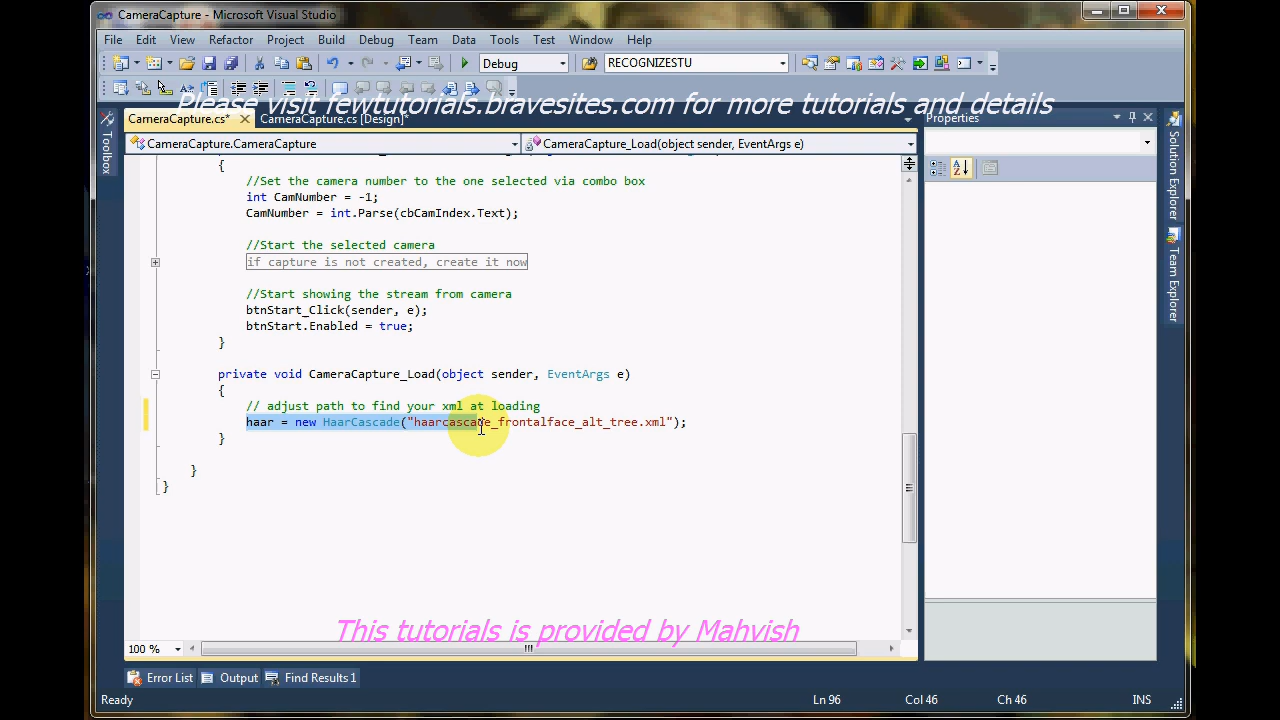 CameraCapture - Microsoft Visual Studio
File Edit View Refactor Project Build Debug Team Data Tools Test Window Help
Debug RECOGNIZESTU
Please visit fewtutorials.bravesites.com for more tutorials and details
CameraCapture.cs* CameraCapture.cs [Design]* Properties
CameraCapture.CameraCapture CameraCapture_Load(object sender, EventArgs e)
Toolbox
{
//Set the camera number to the one selected via combo box
int CamNumber = -1;
CamNumber = int.Parse(cbCamIndex.Text);
//Start the selected camera
if capture is not created, create it now
//Start showing the stream from camera
btnStart_Click(sender, e);
btnStart.Enabled = true;
}
private void CameraCapture_Load(object sender, EventArgs e)
{
// adjust path to find your xml at loading
haar = new HaarCascade("haarcascade_frontalface_alt_tree.xml");
}
}
}
Solution Explorer
Team Explorer
This tutorials is provided by Mahvish
100 %
Error List Output Find Results 1
Ready Ln 96 Col 46 Ch 46 INS